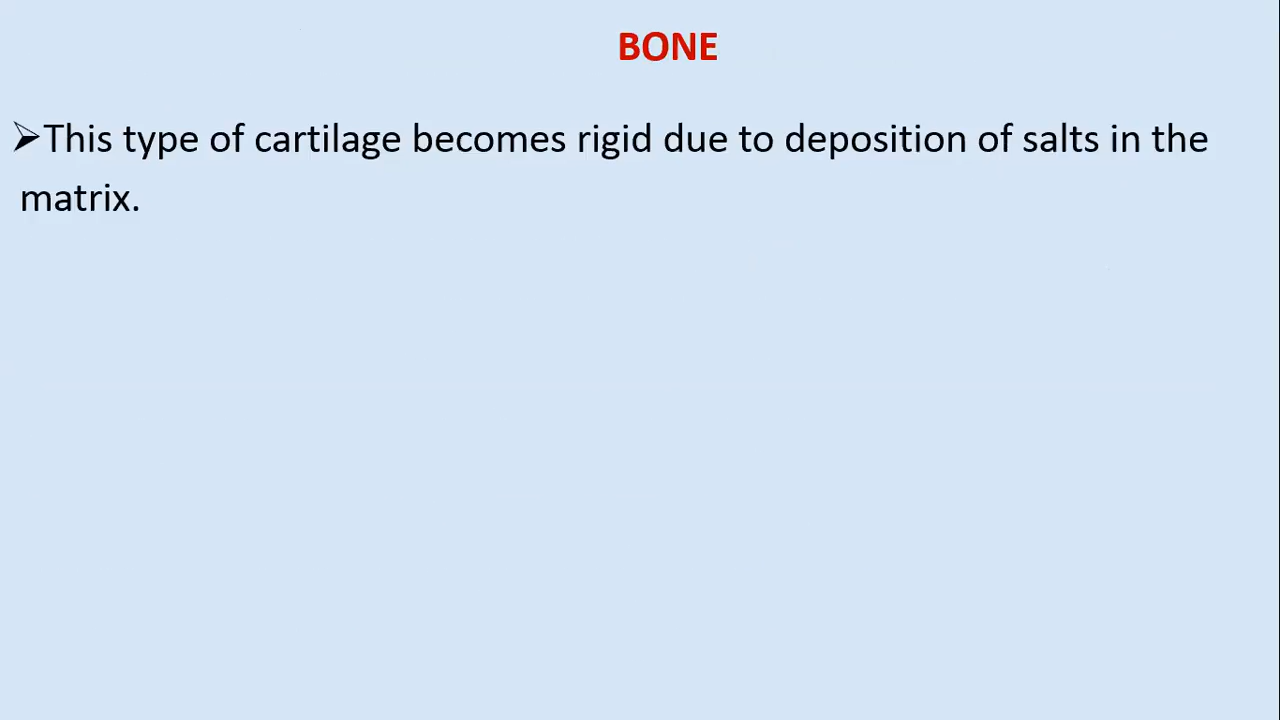 BONE
➢This type of cartilage becomes rigid due to deposition of salts in the
matrix.